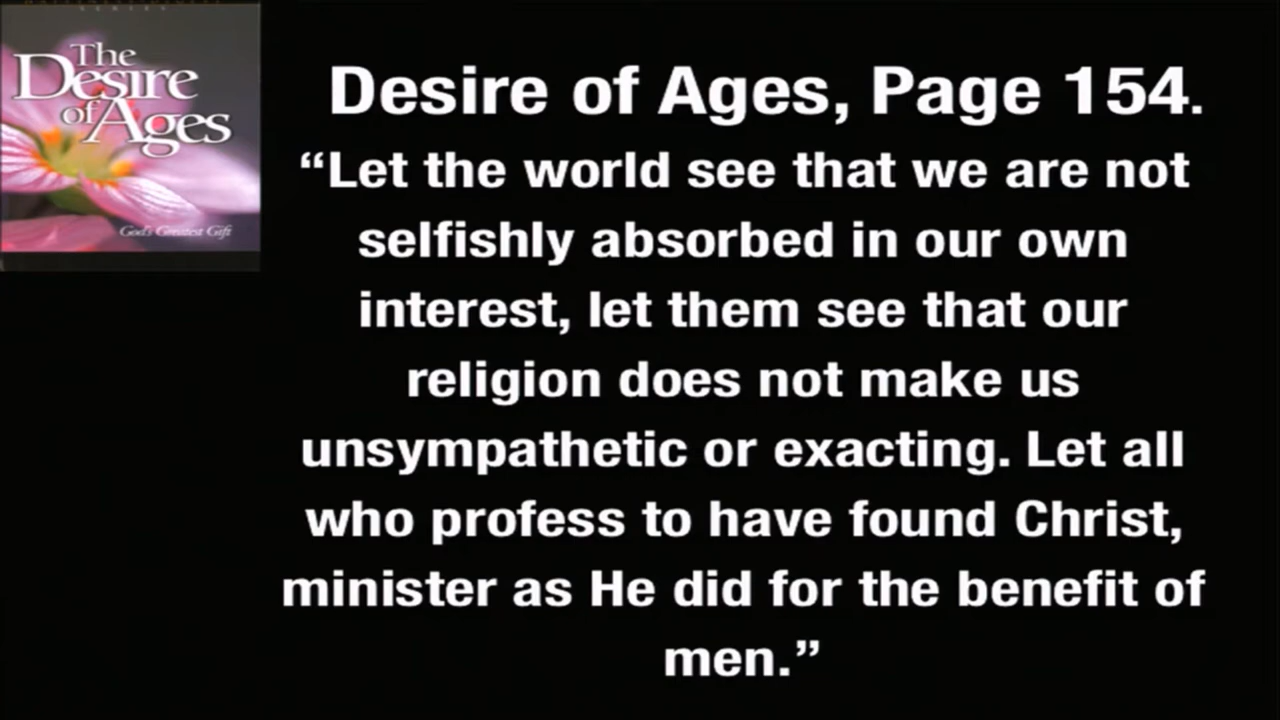 The
Desire
of Ages
God's Greatest Gift
Desire of Ages, Page 154.
“Let the world see that we are not
selfishly absorbed in our own
interest, let them see that our
religion does not make us
unsympathetic or exacting. Let all
who profess to have found Christ,
minister as He did for the benefit of
men.”